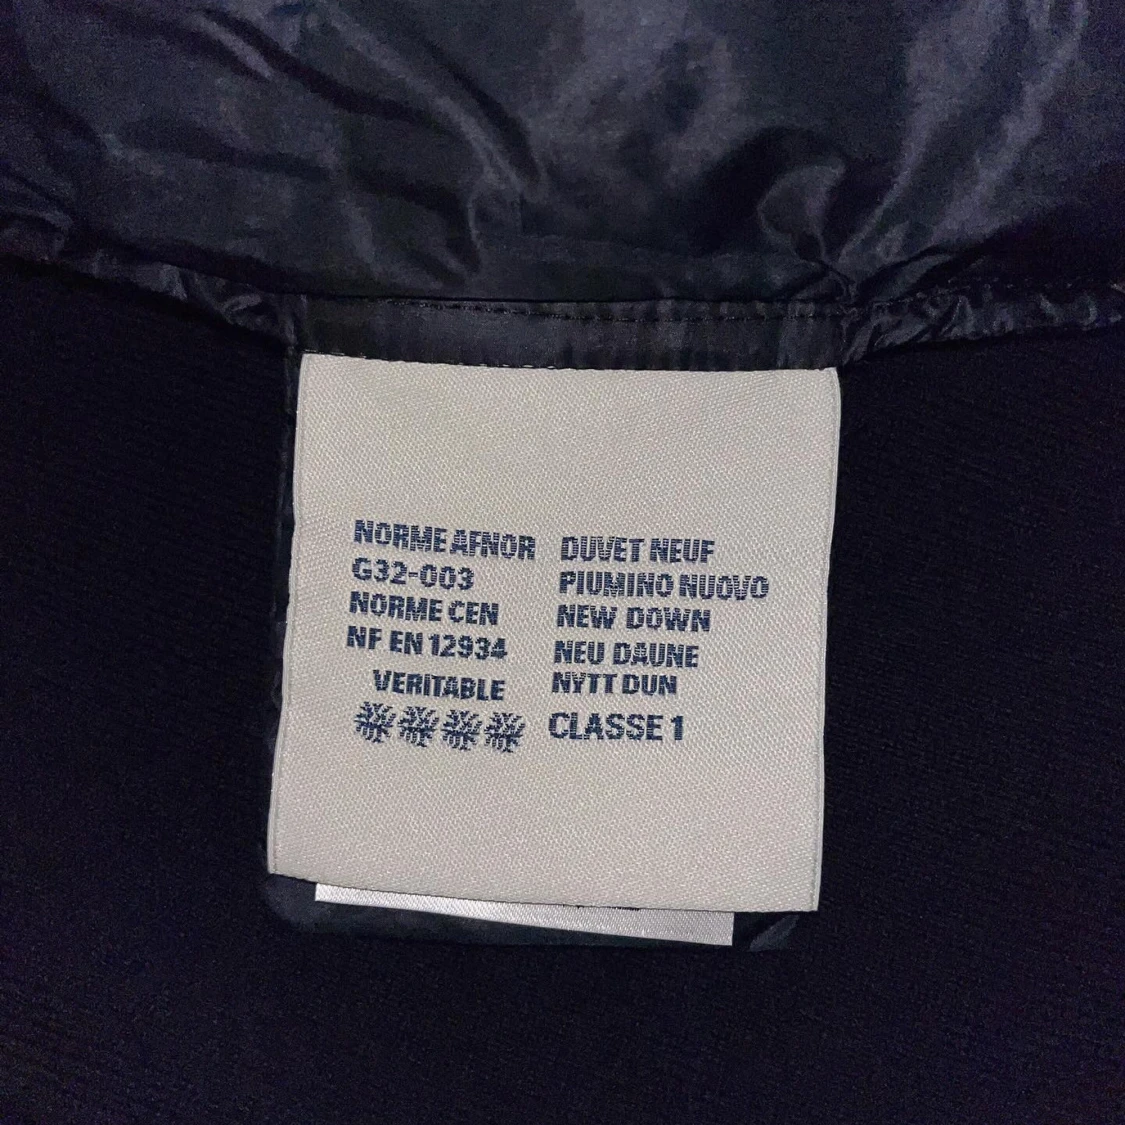 NORME AFNOR
G32-003
NORME CEN
NF EN 12934
VERITABLE
DUVET NEUF
PIUMINO NUOVO
NEW DOWN
NEU DAUNE
NYTT DUN
CLASSE 1